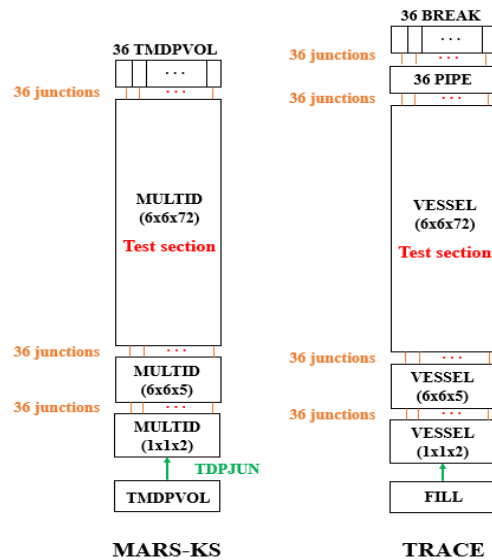 36 TMDPVOL
...
36 junctions
...
MULTID
(6x6x72)
Test section
36 junctions
...
MULTID
(6x6x5)
36 junctions
...
MULTID
(1x1x2)
TDPJUN
TMDPVOL
MARS-KS
36 BREAK
...
36 junctions
...
36 PIPE
36 junctions
...
VESSEL
(6x6x72)
Test section
36 junctions
...
VESSEL
(6x6x5)
36 junctions
...
VESSEL
(1x1x2)
FILL
TRACE